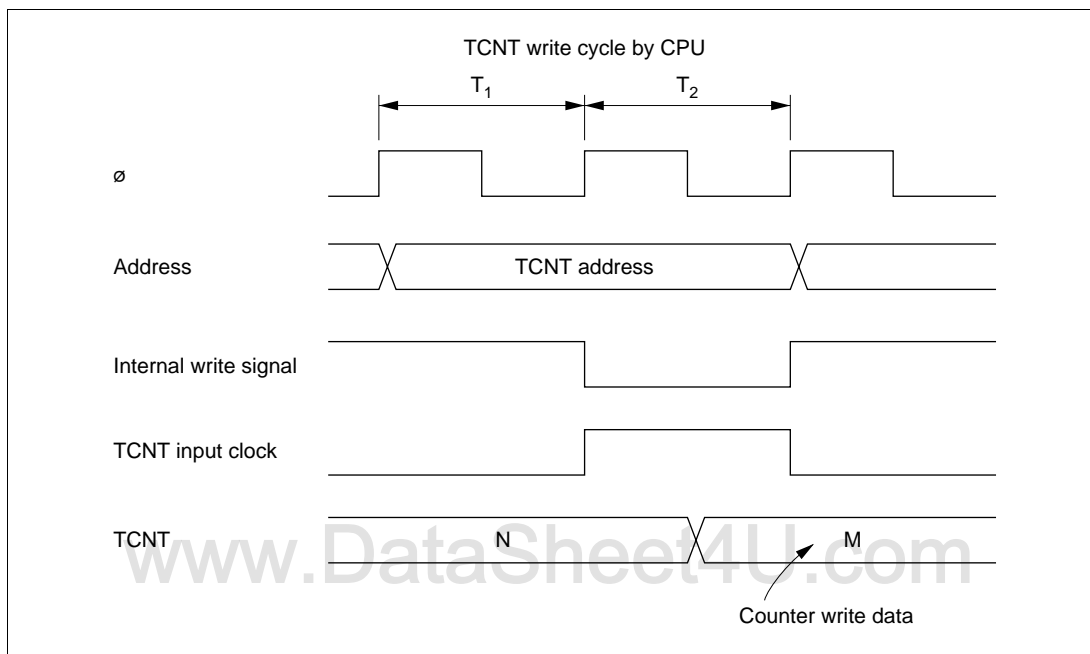 TCNT write cycle by CPU
T1 T2
ø
Address TCNT address
Internal write signal
TCNT input clock
TCNT N M
www.DataSheet4U.com
Counter write data